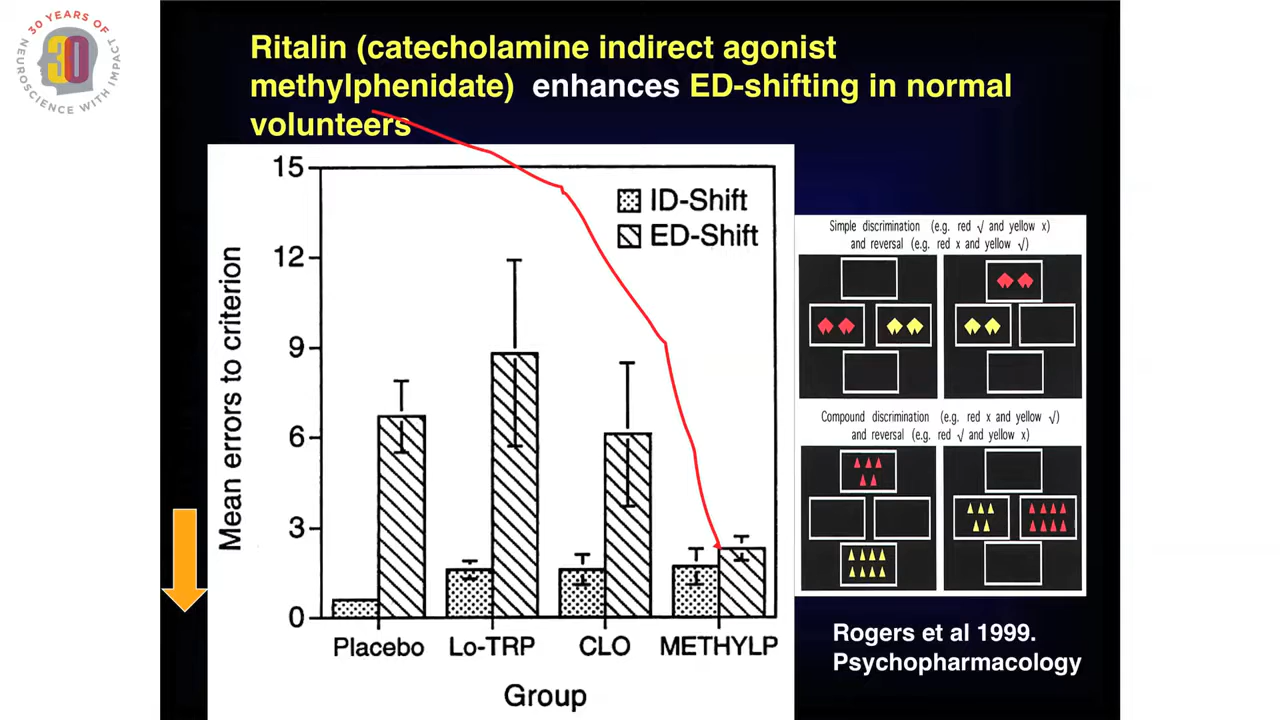 30 YEARS OF
NEUROSCIENCE WITH IMPACT
30
Ritalin (catecholamine indirect agonist
methylphenidate) enhances ED-shifting in normal
volunteers
15
12
9
6
3
0
Mean errors to criterion
ID-Shift
ED-Shift
Placebo
Lo-TRP
CLO
METHYLP
Group
Simple discrimination (e.g. red √ and yellow x)
and reversal (e.g. red x and yellow √)
Compound discrimination (e.g. red x and yellow √)
and reversal (e.g. red √ and yellow x)
Rogers et al 1999.
Psychopharmacology